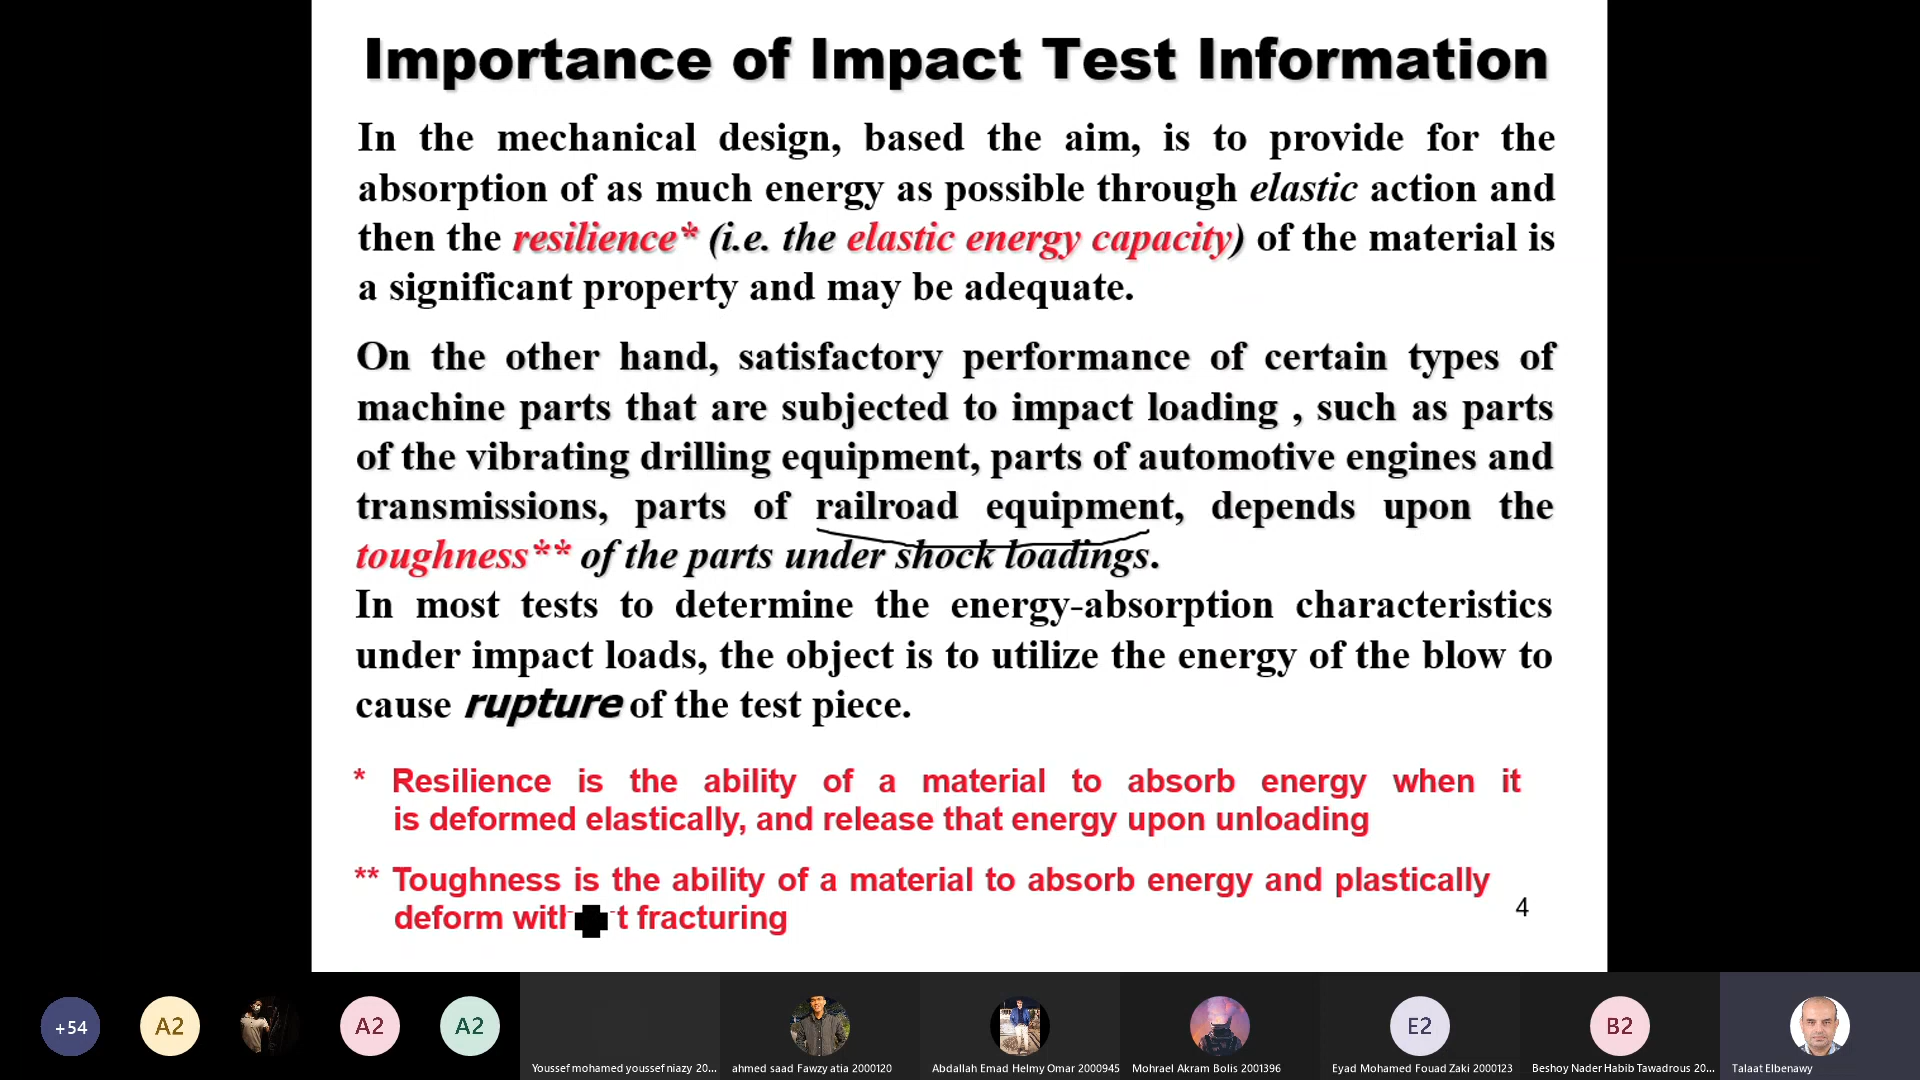 Importance of Impact Test Information
In the mechanical design, based the aim, is to provide for the
absorption of as much energy as possible through elastic action and
then the resilience* (i.e. the elastic energy capacity) of the material is
a significant property and may be adequate.
On the other hand, satisfactory performance of certain types of
machine parts that are subjected to impact loading , such as parts
of the vibrating drilling equipment, parts of automotive engines and
transmissions, parts of railroad equipment, depends upon the
toughness** of the parts under shock loadings.
In most tests to determine the energy-absorption characteristics
under impact loads, the object is to utilize the energy of the blow to
cause rupture of the test piece.
* Resilience is the ability of a material to absorb energy when it
is deformed elastically, and release that energy upon unloading
** Toughness is the ability of a material to absorb energy and plastically
deform fracturing
4
+54
A2
A2
A2
E2
B2
Youssef mohamed youssef niazy 20...
ahmed saad Fawzy atia 2000120
Abdallah Emad Helmy Omar 2000945
Mohrael Akram Bolis 2001396
Eyad Mohamed Fouad Zaki 2000123
Beshoy Nader Habib Tawadrous 20...
Talaat Elbenawy